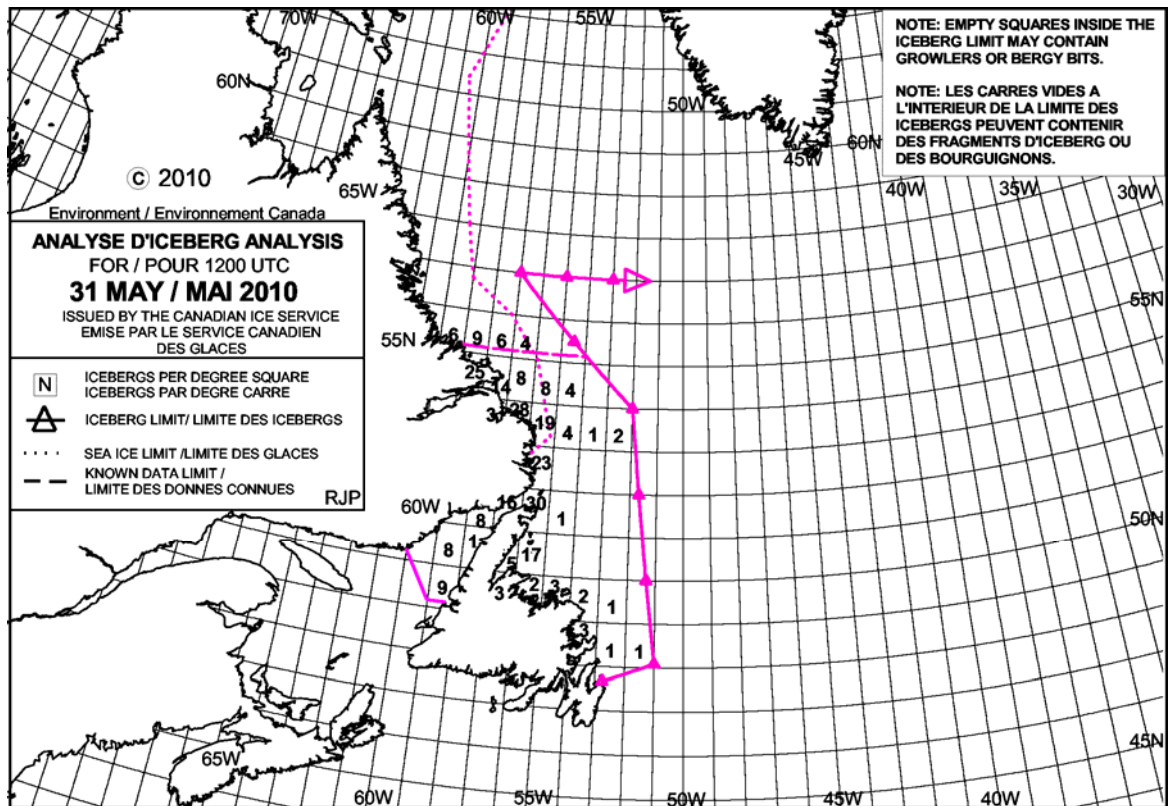 70W
60W
55W
NOTE: EMPTY SQUARES INSIDE THE
ICEBERG LIMIT MAY CONTAIN
GROWLERS OR BERGY BITS.
NOTE: LES CARRES VIDES A
L'INTERIEUR DE LA LIMITE DES
ICEBERGS PEUVENT CONTENIR
DES FRAGMENTS D'ICEBERG OU
DES BOURGUIGNONS.
60N
50W
60N
45W
© 2010
65W
40W
35W
30W
Environment / Environnement Canada
ANALYSE D'ICEBERG ANALYSIS
FOR / POUR 1200 UTC
31 MAY / MAI 2010
ISSUED BY THE CANADIAN ICE SERVICE
EMISE PAR LE SERVICE CANADIEN
DES GLACES
N ICEBERGS PER DEGREE SQUARE
ICEBERGS PAR DEGRE CARRE
ICEBERG LIMIT/ LIMITE DES ICEBERGS
SEA ICE LIMIT /LIMITE DES GLACES
KNOWN DATA LIMIT /
LIMITE DES DONNES CONNUES
RJP
55N
55N
6 9 6 4
25 8 8 4
14
3 28 19 4 1 2
23
60W
16 30
8 1
50N
8 1 17
5
9 3 2 2 3 2 1
3
1 1
65W
45N
60W
55W
50W
45W
40W